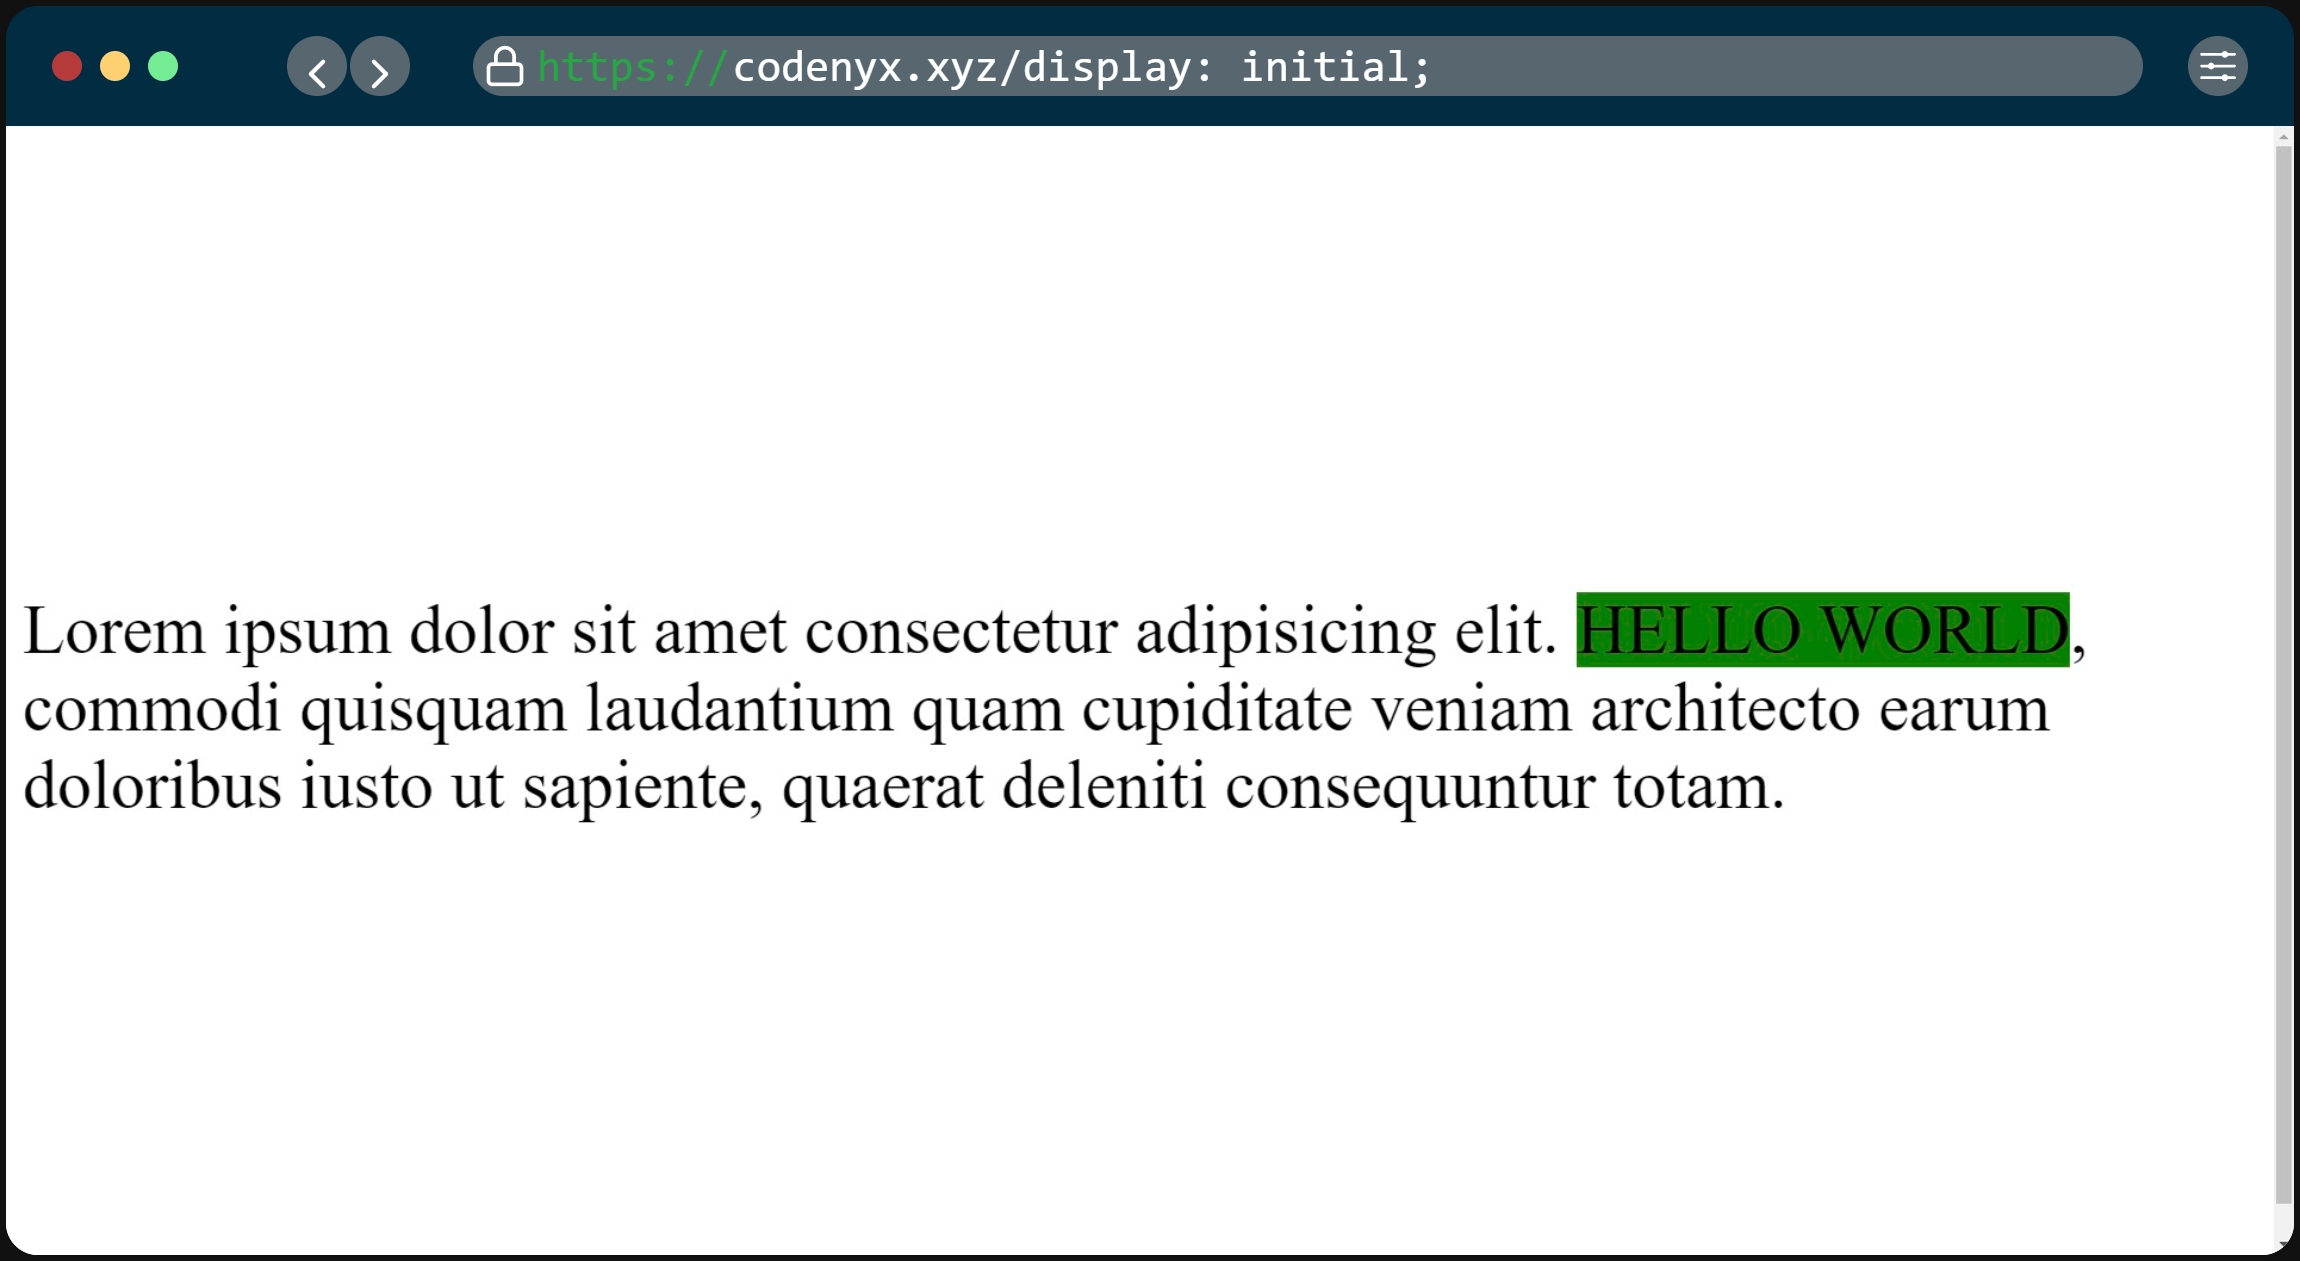 https://codenyx.xyz/display: initial;
Lorem ipsum dolor sit amet consectetur adipisicing elit. HELLO WORLD,
commodi quisquam laudantium quam cupiditate veniam architecto earum
doloribus iusto ut sapiente, quaerat deleniti consequuntur totam.